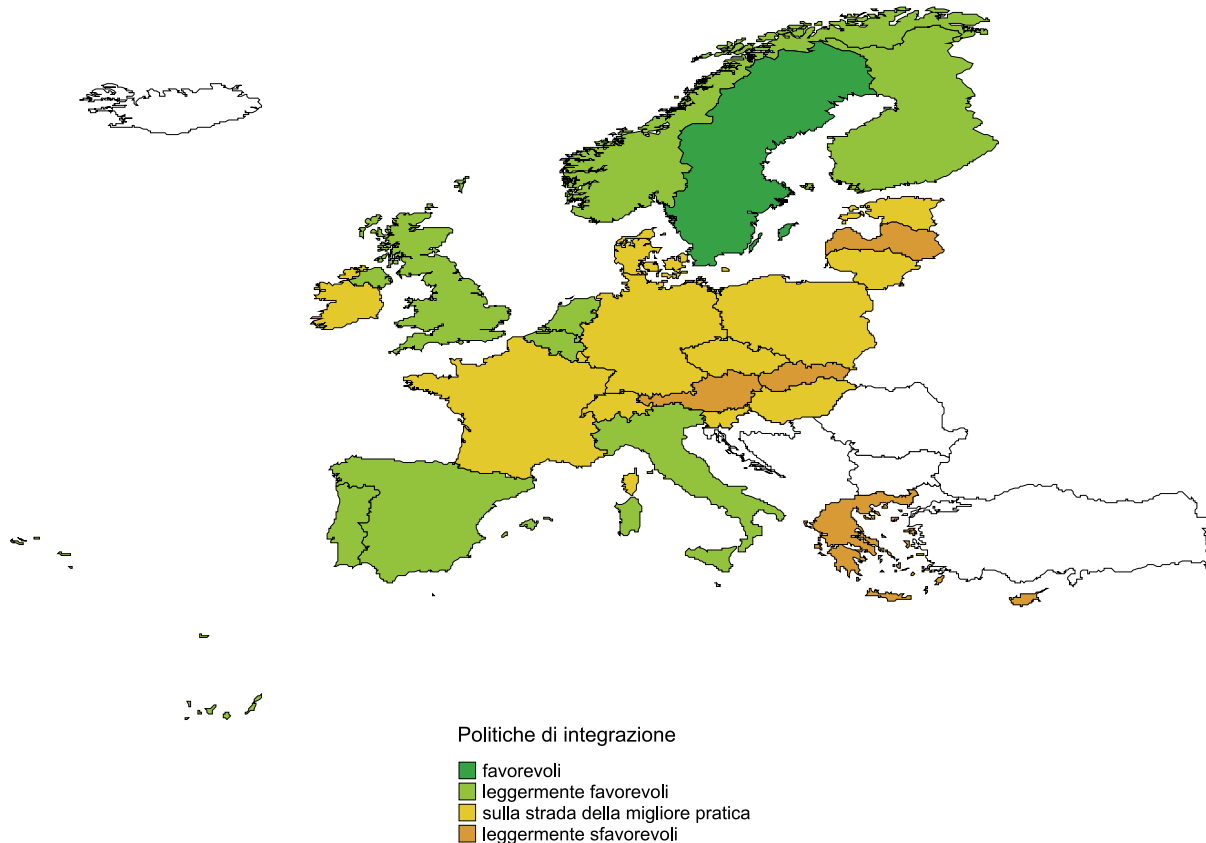 Politiche di integrazione
favorevoli
leggermente favorevoli
sulla strada della migliore pratica
leggermente sfavorevoli